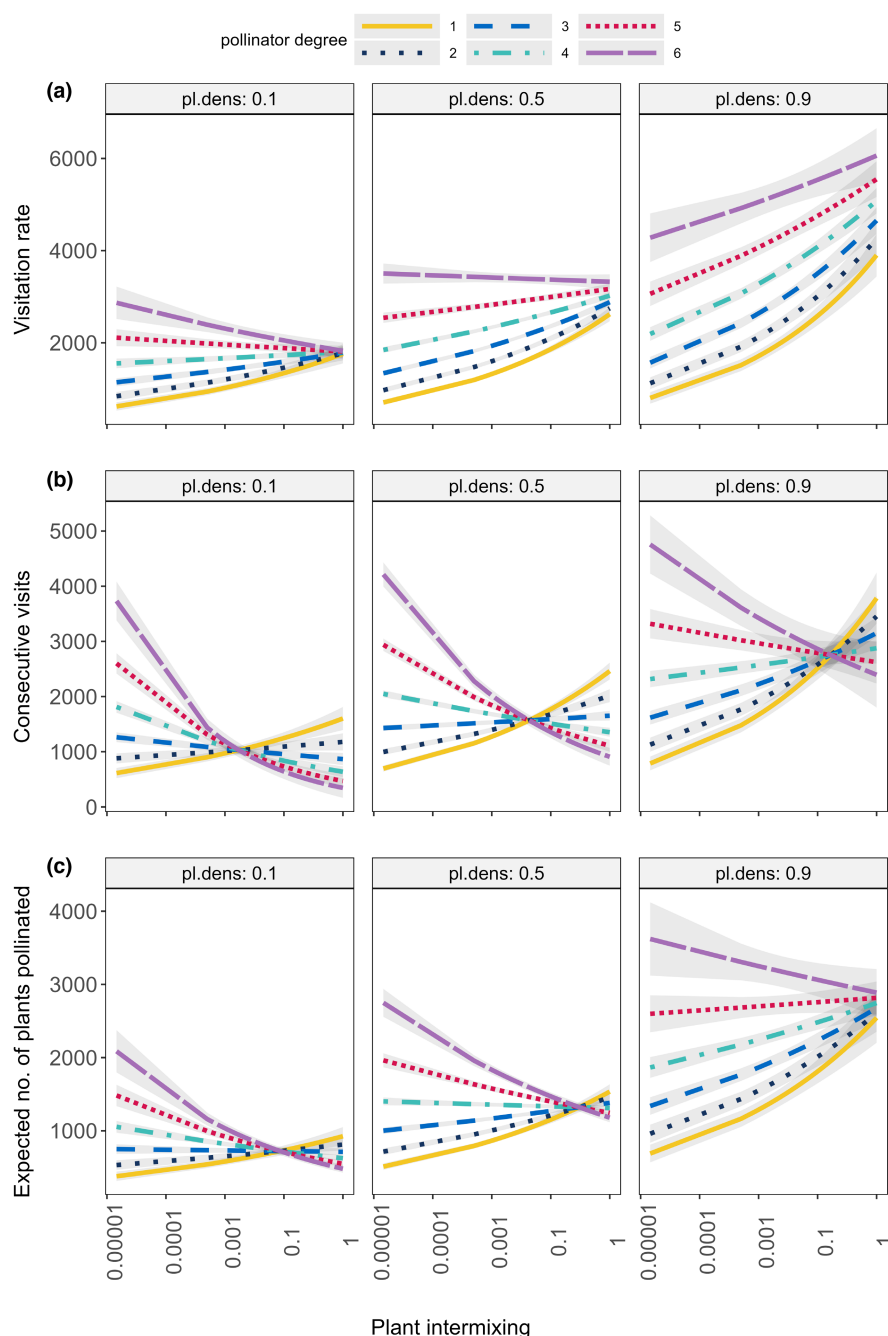 pollinator degree 1 3 5
2 4 6
(a)
pl.dens: 0.1 pl.dens: 0.5 pl.dens: 0.9
Visitation rate
6000
4000
2000
(b)
pl.dens: 0.1 pl.dens: 0.5 pl.dens: 0.9
Consecutive visits
5000
4000
3000
2000
1000
0
(c)
pl.dens: 0.1 pl.dens: 0.5 pl.dens: 0.9
Expected no. of plants pollinated
4000
3000
2000
1000
0.00001 0.0001 0.001 0.1 1 0.00001 0.0001 0.001 0.1 1 0.00001 0.0001 0.001 0.1 1
Plant intermixing